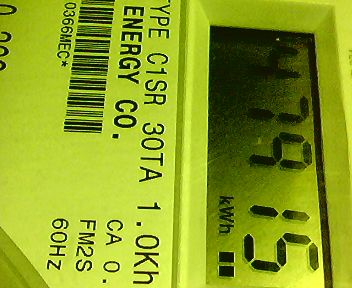 47915
kWh
TYPE C1SR 30TA 1.0Kh
ENERGY CO.
CA 0.
FM2S
0366MEC*
60HZ